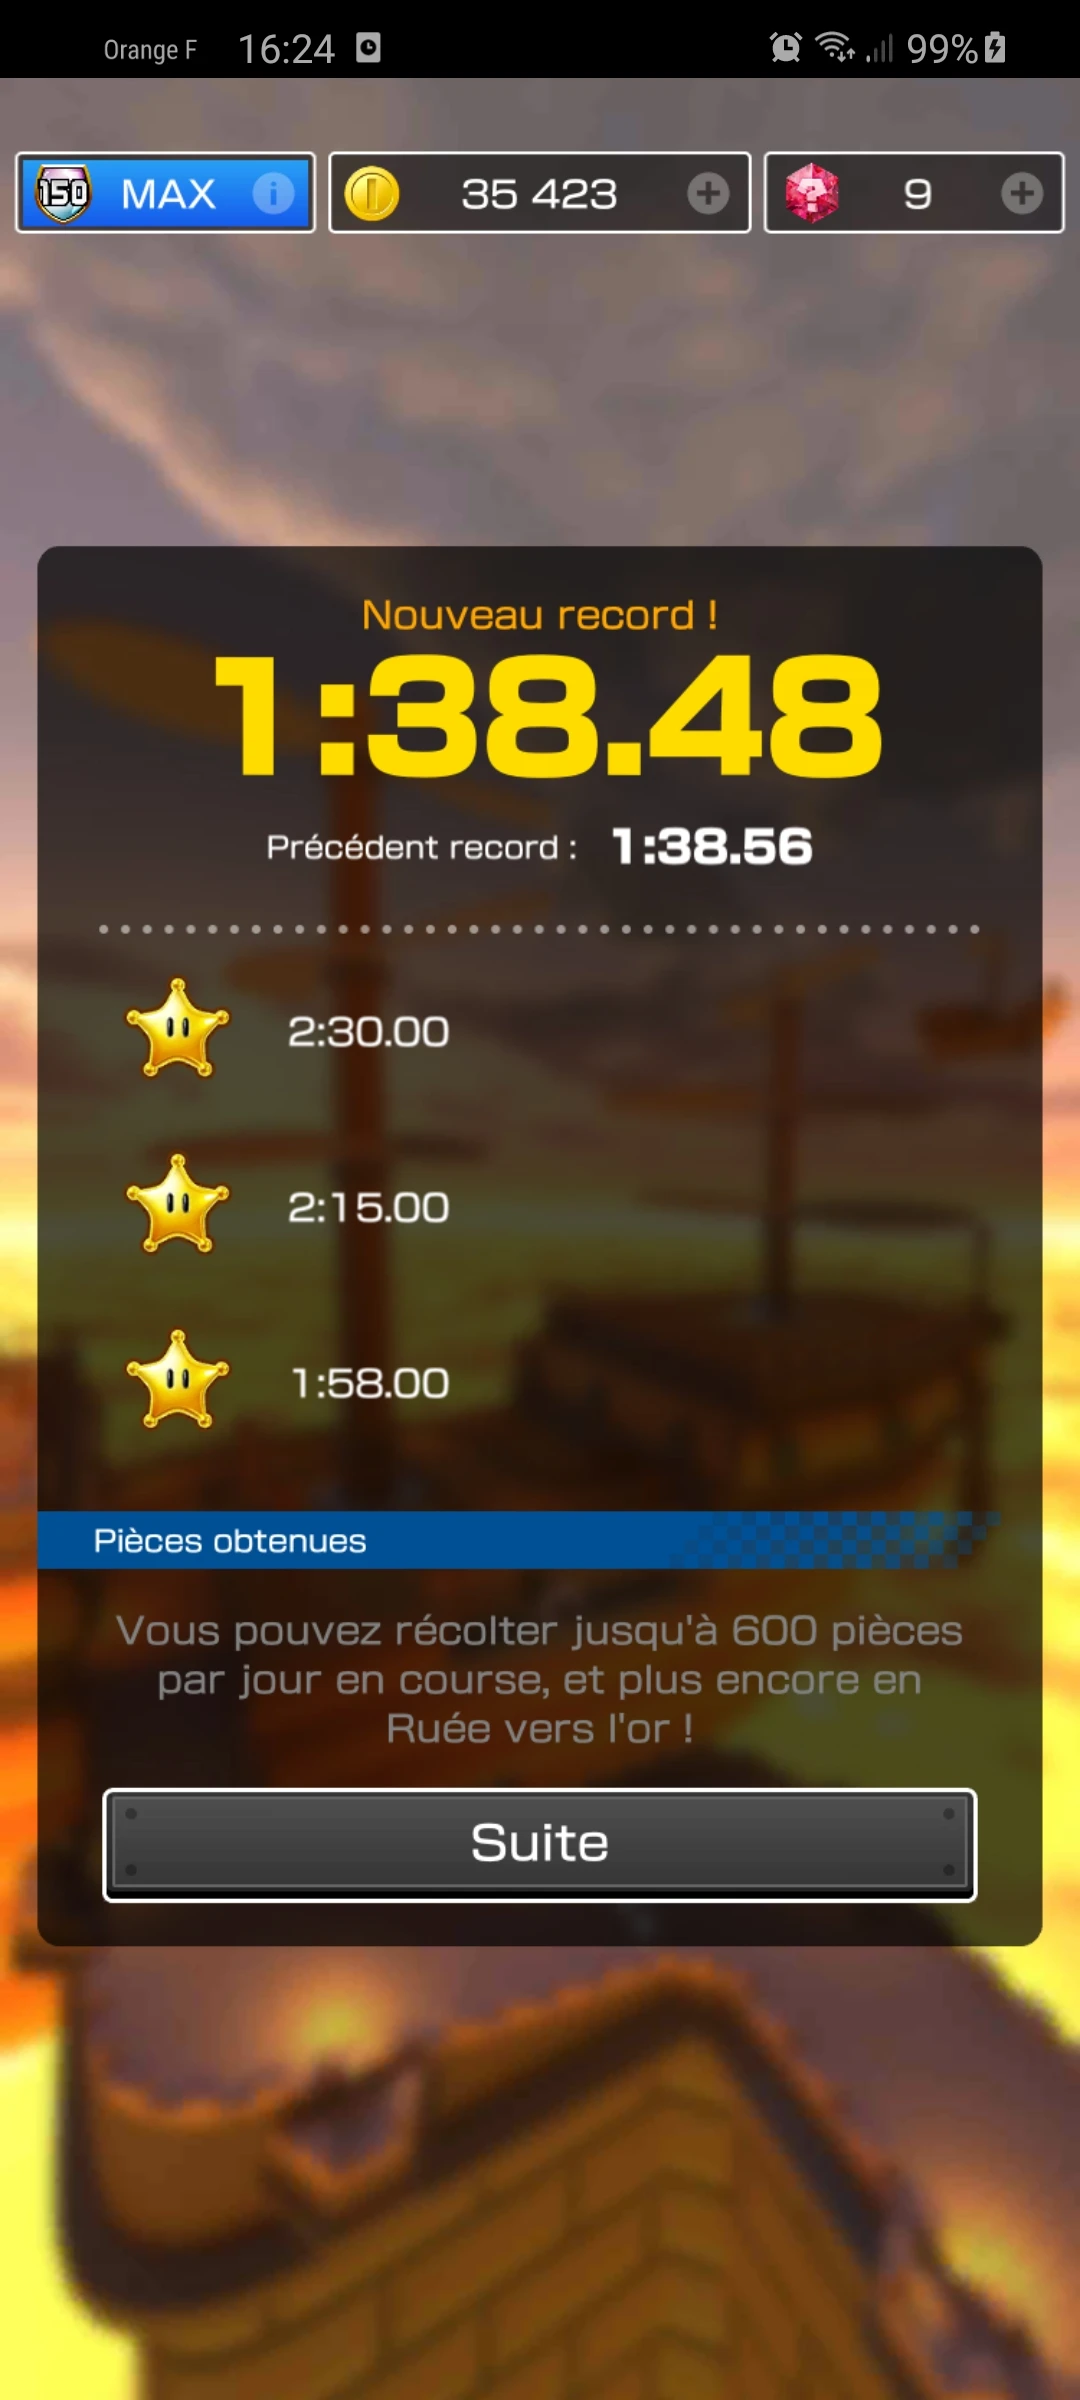 Orange F 16:24 99%
150 MAX i 35 423 + 9 +
Nouveau record !
1:38.48
Précédent record : 1:38.56
2:30.00
2:15.00
1:58.00
Pièces obtenues
Vous pouvez récolter jusqu'à 600 pièces
par jour en course, et plus encore en
Ruée vers l'or !
Suite